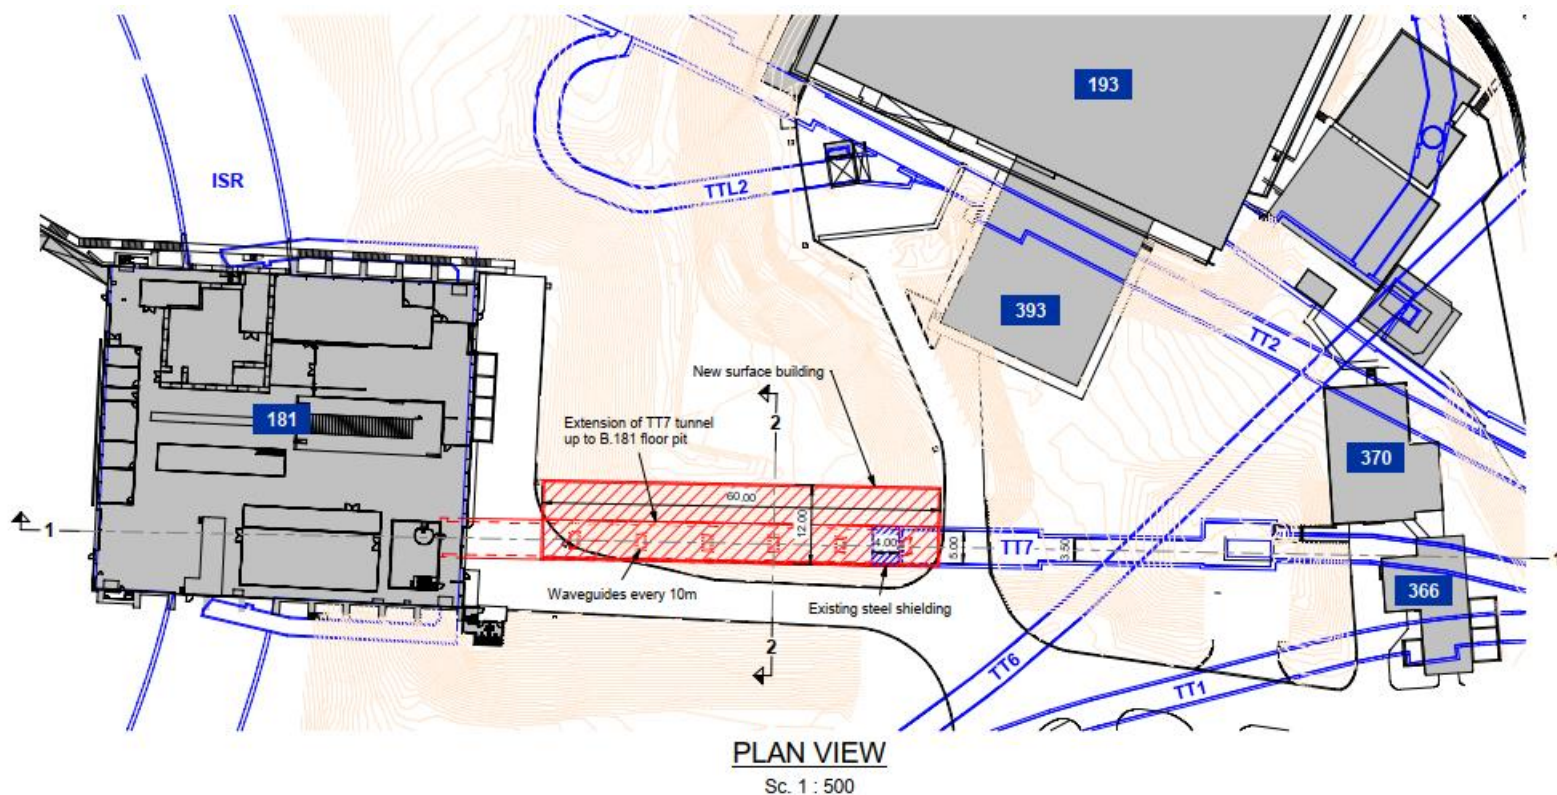 193
ISR
TTL2
393
TT2
New surface building
181
Extension of TT7 tunnel
up to B.181 floor pit
2
370
60.00
12.00
1
4.00
5.00
TT7
3.50
1
366
Waveguides every 10m
Existing steel shielding
2
TT6
TT1
PLAN VIEW
Sc. 1 : 500